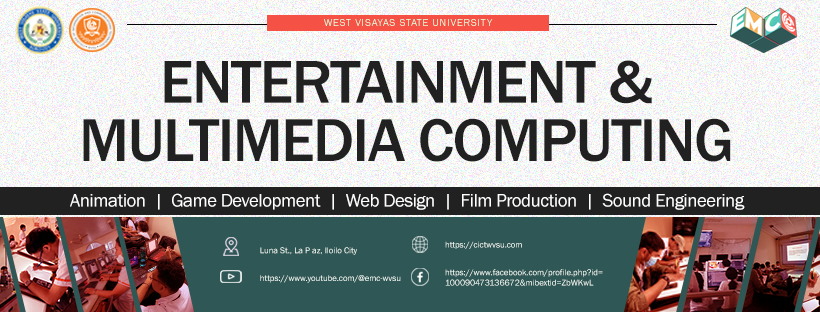 WEST VISAYAS STATE UNIVERSITY
EMC
ENTERTAINMENT &
MULTIMEDIA COMPUTING
Animation | Game Development | Web Design | Film Production | Sound Engineering
Luna St., La P az, Iloilo City
https://cictwvsu.com
https://www.youtube.com/@emc-wvsu
https://www.facebook.com/profile.php?id=
100090473136672&mibextid=ZbWKwL